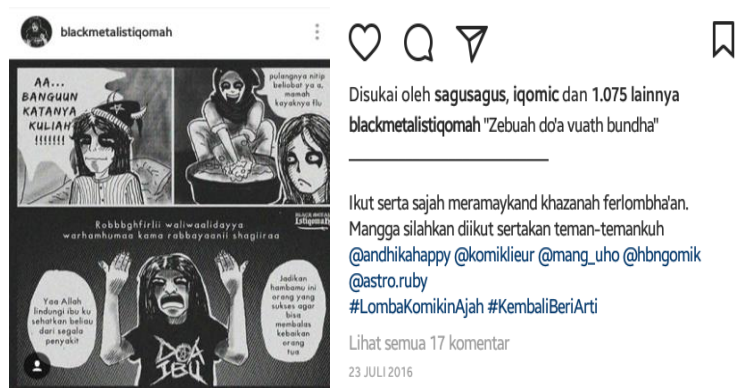 blackmetalistiqomah
AA...
BANGUUN
KATANYA
KULIAH
!!!!!!!
pulangnya nitip
beliobat ya a,
mamah
kayaknya flu
BLACK METAL
Istiqomah
Robbbghfirlii waliwaalidayya
warhamhumaa kama rabbayaanii shagiiraa
Yaa Allah
lindungi ibu ku
sehatkan beliau
dari segala
penyakit
Jadikan
hambamu ini
orang yang
sukses agar
bisa
membalas
kebaikan
orang
tua
DOA
IBU
Disukai oleh sagusagus, iqomic dan 1.075 lainnya
blackmetalistiqomah "Zebuah do'a vuath bundha"
Ikut serta sajah meramaykand khazanah ferlombha'an.
Mangga silahkan diikut sertakan teman-temankuh
@andhikahappy @komiklieur @mang_uho @hbngomik
@astro.ruby
#LombaKomikinAjah #KembaliBeriArti
Lihat semua 17 komentar
23 JULI 2016